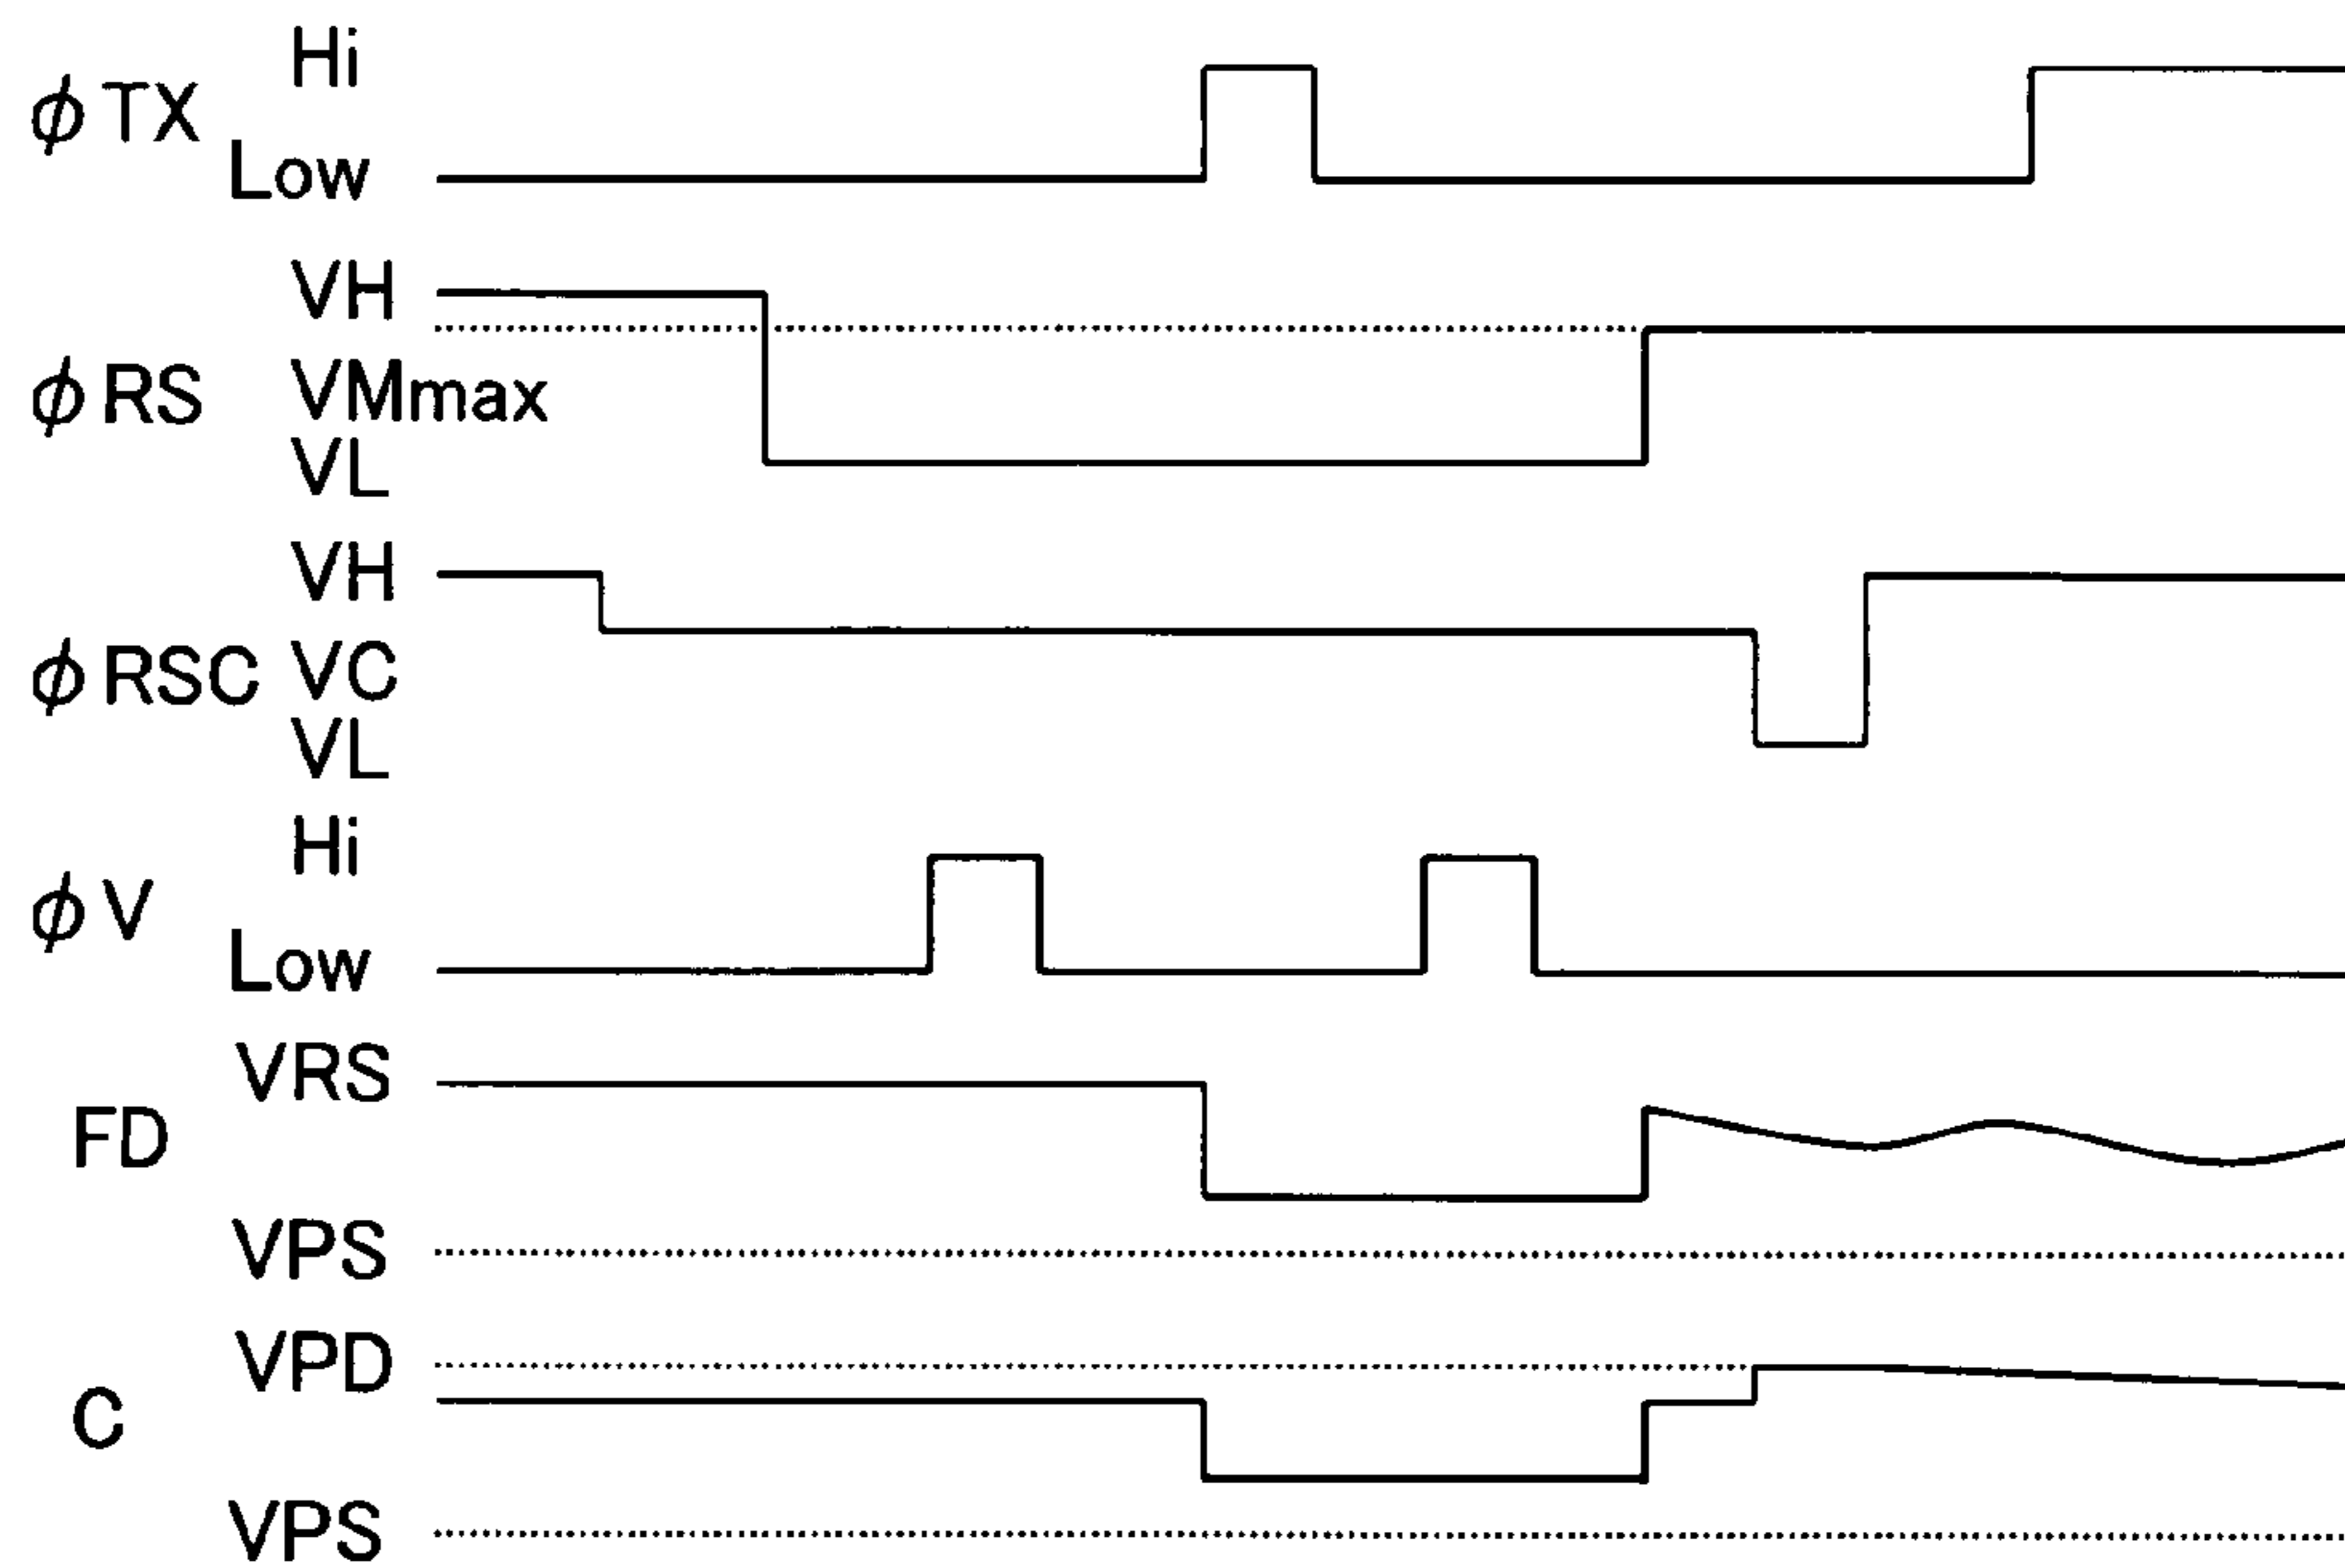 Hi
ϕTX
Low
VH
ϕRS VMmax
VL
VH
ϕRSC VC
VL
Hi
ϕV
Low
VRS
FD
VPS
VPD
C
VPS